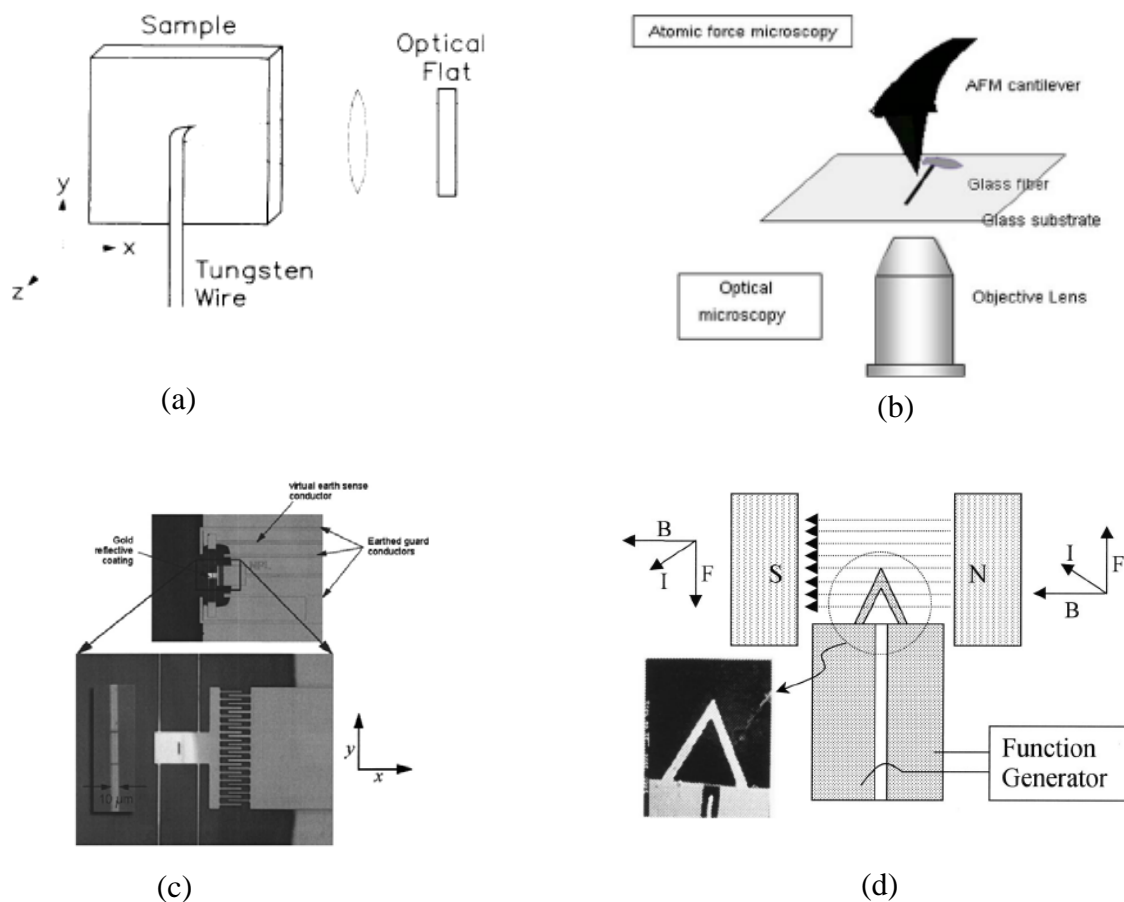 Sample
Optical
Flat
y
x
z
Tungsten
Wire
(a)
Atomic force microscopy
AFM cantilever
Glass fiber
Glass substrate
Optical
microscopy
Objective Lens
(b)
virtual earth sense
conductor
Gold
reflective
coating
Earthed guard
conductors
NPL
10 μm
y
x
(c)
B
I
F
S
N
I
F
B
Function
Generator
(d)